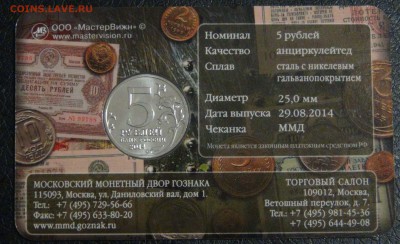 COINS.LAVE.RU
ООО «МастерВижн» ©
www.mastervision.ru
ДЕСЯТЬ РУБЛЕЙ
5
РУБЛЕЙ
2014
Номинал 5 рублей
Качество анциркулейтед
Сплав сталь с никелевым
гальванопокрытием
Диаметр 25,0 мм
Дата выпуска 29.08.2014
Чеканка ММД
Монета является законным платежным средством РФ
МОСКОВСКИЙ МОНЕТНЫЙ ДВОР ГОЗНАКА
115093, Москва, ул. Даниловский вал, дом 1.
Тел.: +7 (495) 729-56-66
Факс: +7 (495) 633-80-20
www.mmd.goznak.ru
ТОРГОВЫЙ САЛОН
109012, Москва,
Ветошный переулок, д. 7.
Тел: +7 (495) 981-45-36
+7 (495) 644-49-08